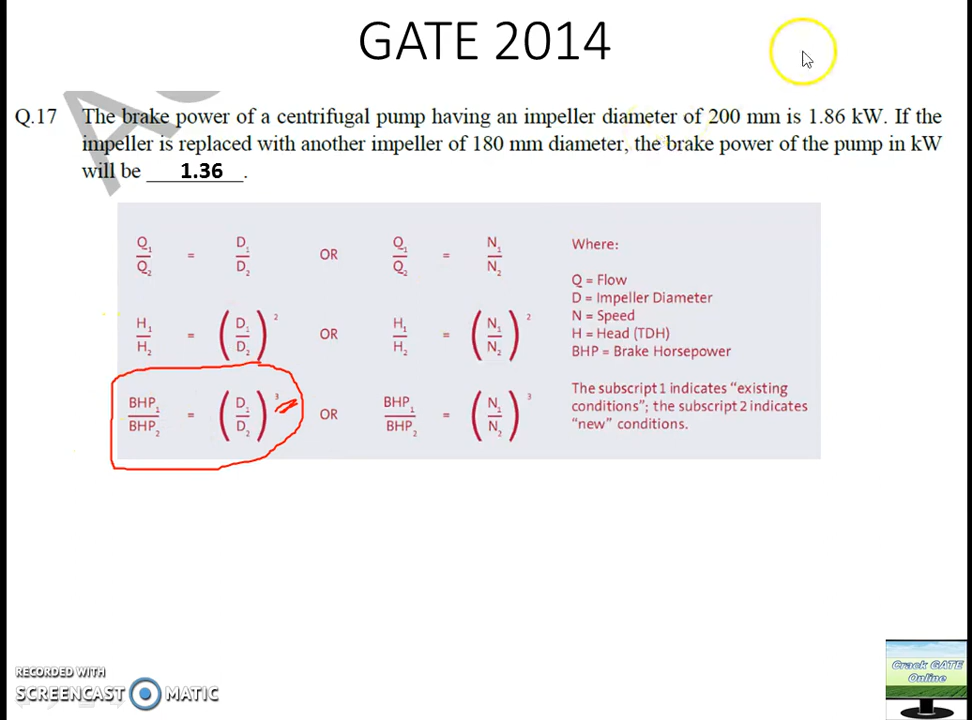 GATE 2014
Q.17 The brake power of a centrifugal pump having an impeller diameter of 200 mm is 1.86 kW. If the
impeller is replaced with another impeller of 180 mm diameter, the brake power of the pump in kW
will be ___1.36___.
Q₁/Q₂ = D₁/D₂ OR Q₁/Q₂ = N₁/N₂
H₁/H₂ = (D₁/D₂)² OR H₁/H₂ = (N₁/N₂)²
BHP₁/BHP₂ = (D₁/D₂)³ OR BHP₁/BHP₂ = (N₁/N₂)³
Where:
Q = Flow
D = Impeller Diameter
N = Speed
H = Head (TDH)
BHP = Brake Horsepower
The subscript 1 indicates “existing
conditions”; the subscript 2 indicates
“new” conditions.
RECORDED WITH
SCREENCAST MATIC
Crack GATE
Online